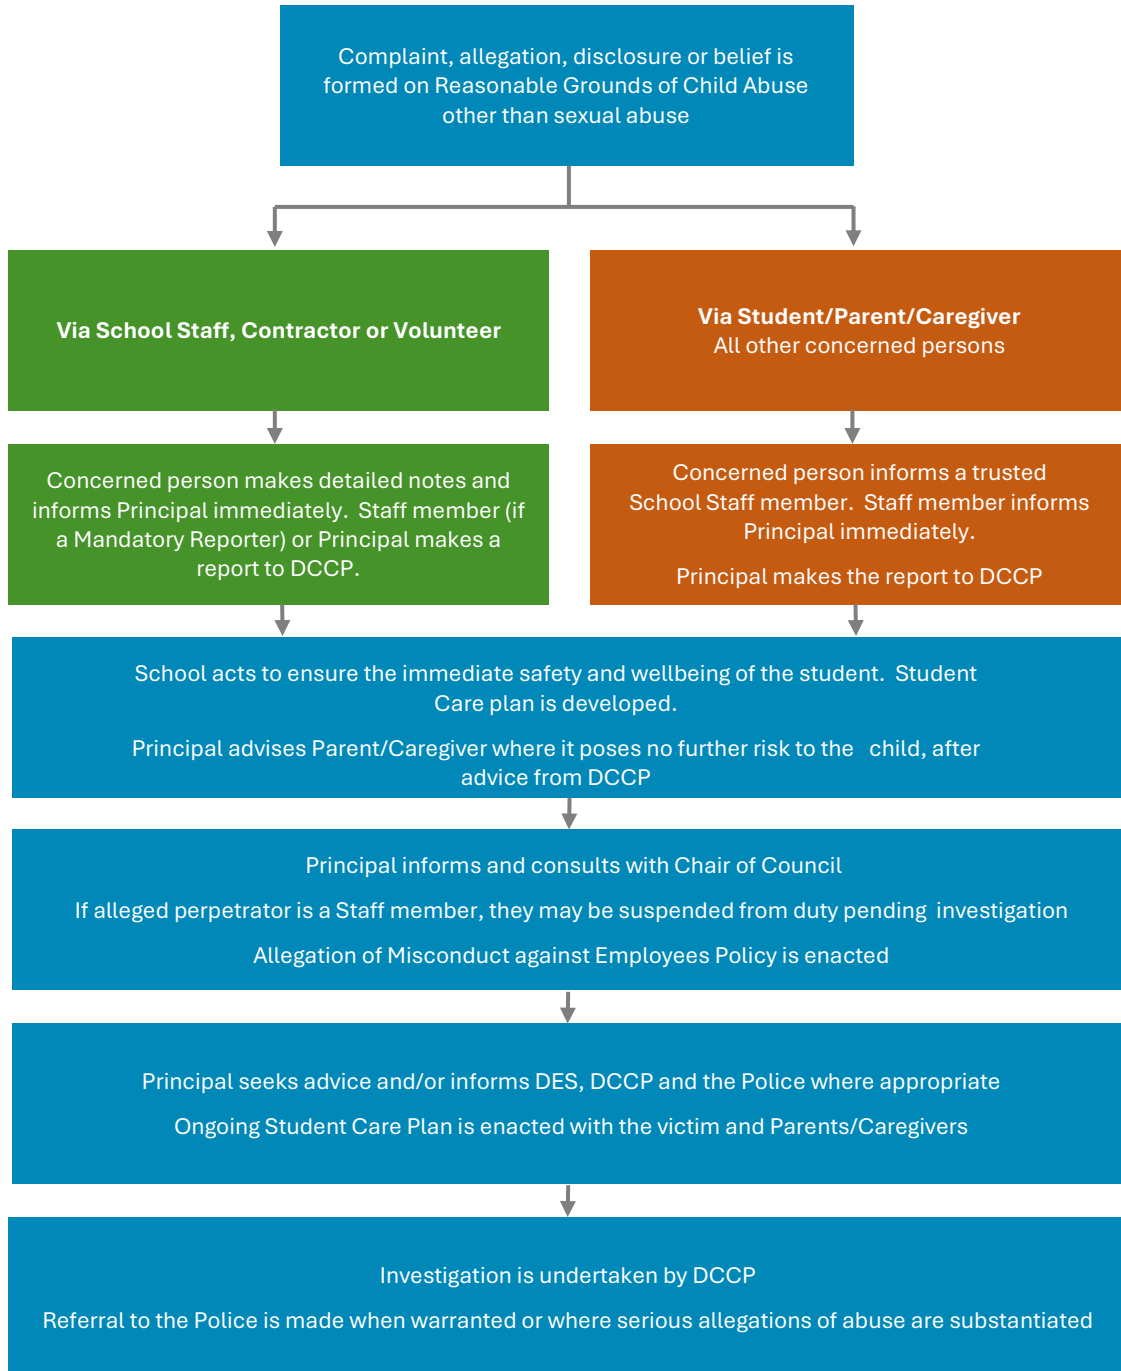 Complaint, allegation, disclosure or belief is
formed on Reasonable Grounds of Child Abuse
other than sexual abuse
Via School Staff, Contractor or Volunteer
Via Student/Parent/Caregiver
All other concerned persons
Concerned person makes detailed notes and
informs Principal immediately. Staff member (if
a Mandatory Reporter) or Principal makes a
report to DCCP.
Concerned person informs a trusted
School Staff member. Staff member informs
Principal immediately.
Principal makes the report to DCCP
School acts to ensure the immediate safety and wellbeing of the student. Student
Care plan is developed.
Principal advises Parent/Caregiver where it poses no further risk to the child, after
advice from DCCP
Principal informs and consults with Chair of Council
If alleged perpetrator is a Staff member, they may be suspended from duty pending investigation
Allegation of Misconduct against Employees Policy is enacted
Principal seeks advice and/or informs DES, DCCP and the Police where appropriate
Ongoing Student Care Plan is enacted with the victim and Parents/Caregivers
Investigation is undertaken by DCCP
Referral to the Police is made when warranted or where serious allegations of abuse are substantiated